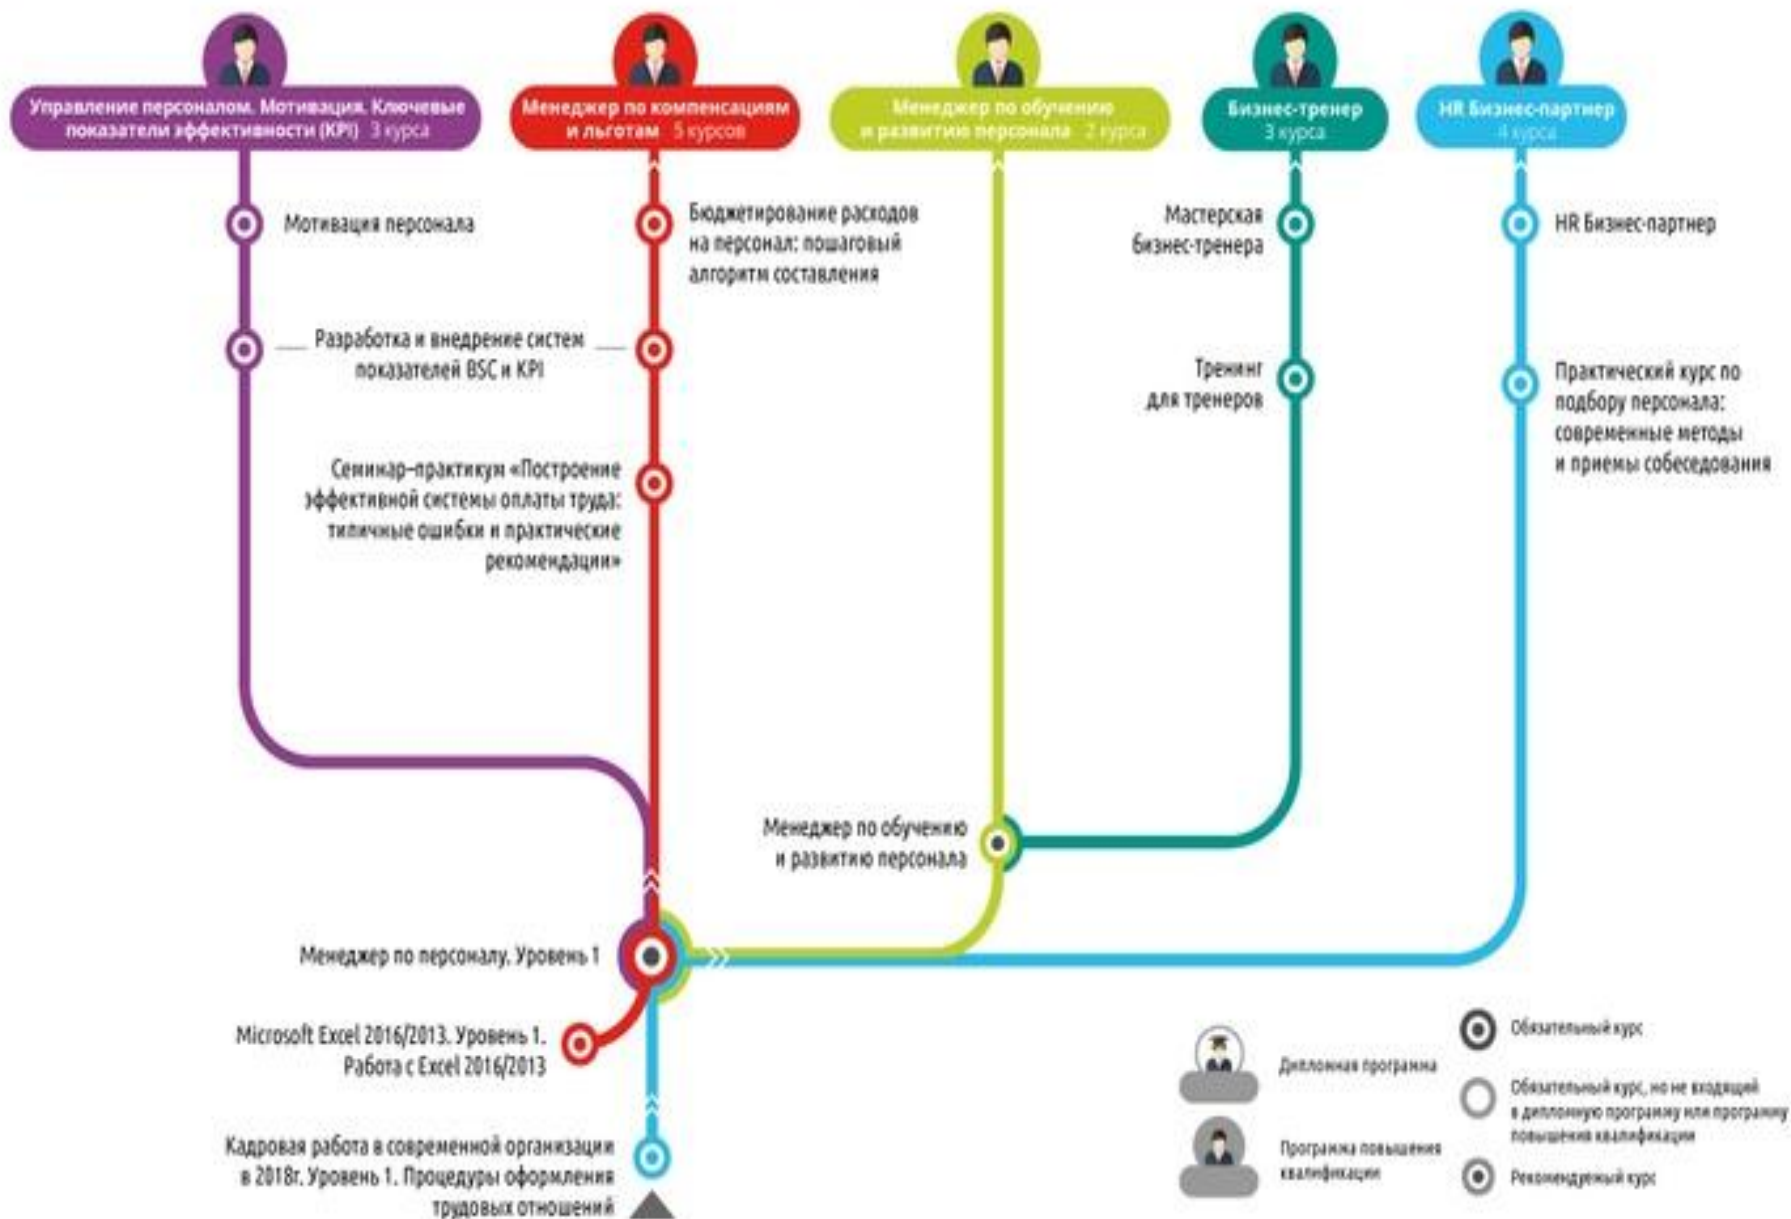 Управление персоналом. Мотивация. Ключевые
показатели эффективности (KPI) 3 курса
Менеджер по компенсациям
и льготам 5 курсов
Менеджер по обучению
и развитию персонала 2 курса
Бизнес-тренер
3 курса
HR Бизнес-партнер
4 курса
Мотивация персонала
Бюджетирование расходов
на персонал: пошаговый
алгоритм составления
Мастерская
бизнес-тренера
HR Бизнес-партнер
Разработка и внедрение систем
показателей BSC и KPI
Тренинг
для тренеров
Практический курс по
подбору персонала:
современные методы
и приемы собеседования
Семинар-практикум «Построение
эффективной системы оплаты труда:
типичные ошибки и практические
рекомендации»
Менеджер по обучению
и развитию персонала
Менеджер по персоналу. Уровень 1
Microsoft Excel 2016/2013. Уровень 1.
Работа с Excel 2016/2013
Кадровая работа в современной организации
в 2018г. Уровень 1. Процедуры оформления
трудовых отношений
Дипломная программа
Программа повышения
квалификации
Обязательный курс
Обязательный курс, но не входящий
в дипломную программу или программу
повышения квалификации
Рекомендуемый курс